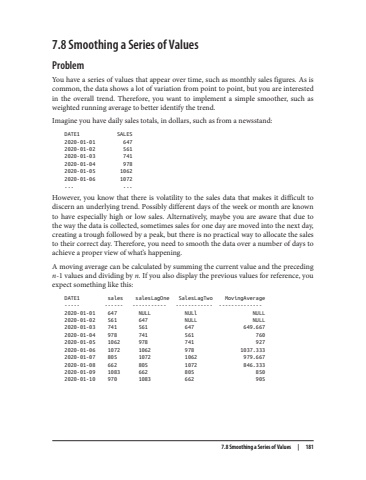 7.8 Smoothing a Series of Values
Problem
You have a series of values that appear over time, such as monthly sales figures. As is
common, the data shows a lot of variation from point to point, but you are interested
in the overall trend. Therefore, you want to implement a simple smoother, such as
weighted running average to better identify the trend.
Imagine you have daily sales totals, in dollars, such as from a newsstand:
DATE1 SALES
2020-01-01 647
2020-01-02 561
2020-01-03 741
2020-01-04 978
2020-01-05 1062
2020-01-06 1072
... ...
However, you know that there is volatility to the sales data that makes it difficult to
discern an underlying trend. Possibly different days of the week or month are known
to have especially high or low sales. Alternatively, maybe you are aware that due to
the way the data is collected, sometimes sales for one day are moved into the next day,
creating a trough followed by a peak, but there is no practical way to allocate the sales
to their correct day. Therefore, you need to smooth the data over a number of days to
achieve a proper view of what's happening.
A moving average can be calculated by summing the current value and the preceding
n-1 values and dividing by n. If you also display the previous values for reference, you
expect something like this:
DATE1 sales salesLagOne SalesLagTwo MovingAverage
----- ------ ----------- ------------ --------------
2020-01-01 647 NULL NULl NULL
2020-01-02 561 647 NULL NULL
2020-01-03 741 561 647 649.667
2020-01-04 978 741 561 760
2020-01-05 1062 978 741 927
2020-01-06 1072 1062 978 1037.333
2020-01-07 805 1072 1062 979.667
2020-01-08 662 805 1072 846.333
2020-01-09 1083 662 805 850
2020-01-10 970 1083 662 905
7.8 Smoothing a Series of Values | 181